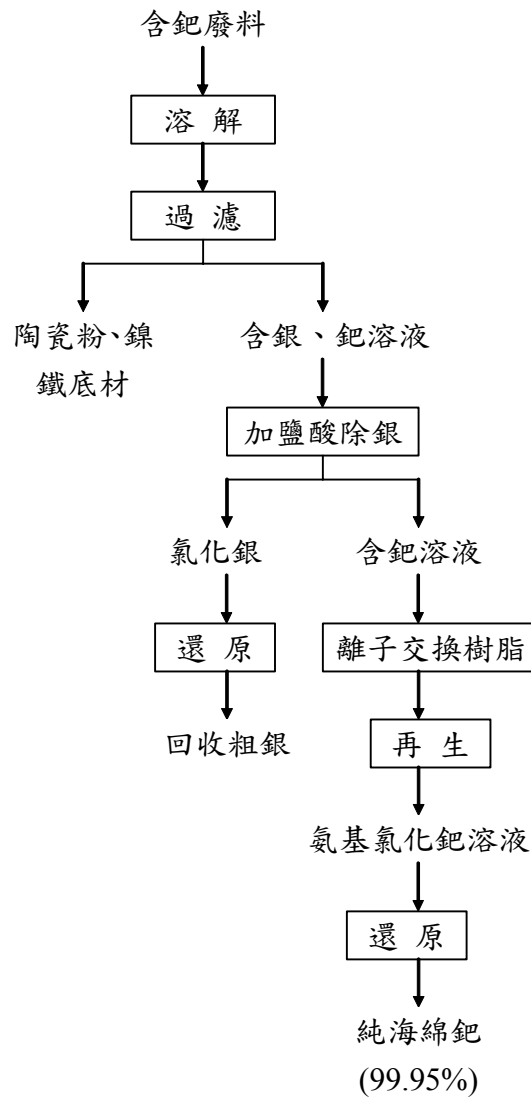 含鈀廢料
溶 解
過 濾
陶瓷粉、鎳
鐵底材
含銀、鈀溶液
加鹽酸除銀
氯化銀
含鈀溶液
還 原
離子交換樹脂
回收粗銀
再 生
氨基氯化鈀溶液
還 原
純海綿鈀
(99.95%)